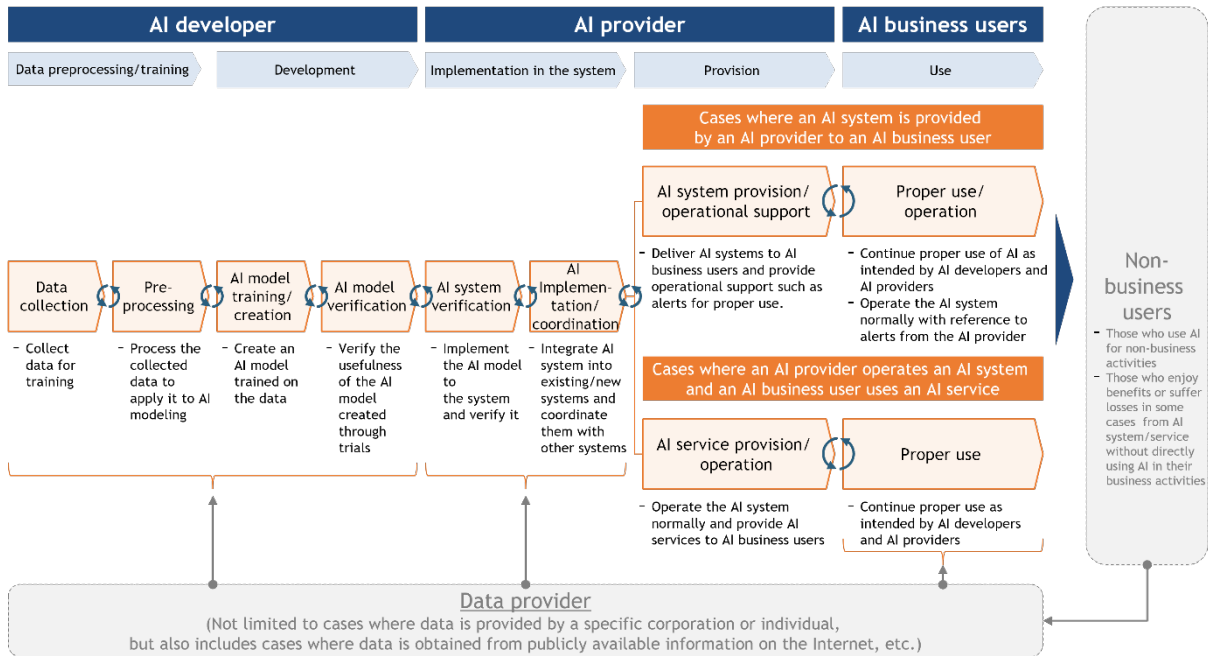 AI developer
AI provider
AI business users
Data preprocessing/training
Development
Implementation in the system
Provision
Use
Cases where an AI system is provided
by an AI provider to an AI business user
AI system provision/
operational support
Proper use/
operation
- Deliver AI systems to AI
business users and provide
operational support such as
alerts for proper use.
- Continue proper use of AI as
intended by AI developers and
AI providers
- Operate the AI system
normally with reference to
alerts from the AI provider
Data
collection
Pre-
processing
AI model
training/
creation
AI model
verification
AI system
verification
AI
Implemen-
tation/
coordination
- Collect
data for
training
- Process the
collected
data to
apply it to AI
modeling
- Create an
AI model
trained on
the data
- Verify the
usefulness of
the AI
model
created
through
trials
- Implement
the AI model
to
the system
and verify it
- Integrate AI
system into
existing/new
systems and
coordinate
them with
other systems
Cases where an AI provider operates an AI system
and an AI business user uses an AI service
AI service provision/
operation
Proper use
- Operate the AI system
normally and provide AI
services to AI business users
- Continue proper use as
intended by AI developers
and AI providers
Non-
business
users
- Those who use AI
for non-business
activities
- Those who enjoy
benefits or suffer
losses in some
cases from AI
system/service
without directly
using AI in their
business activities
Data provider
(Not limited to cases where data is provided by a specific corporation or individual,
but also includes cases where data is obtained from publicly available information on the Internet, etc.)